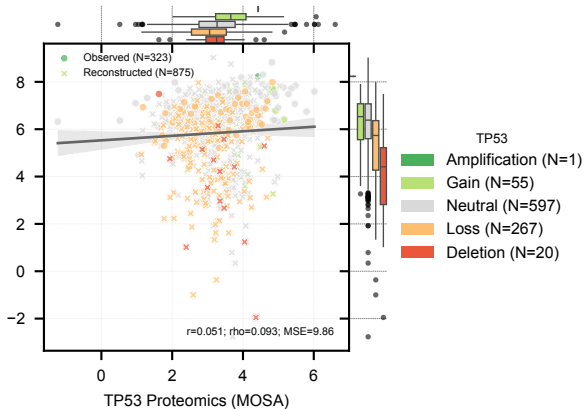 Observed (N=323)
Reconstructed (N=875)
8
6
4
2
0
−2
r=0.051; rho=0.093; MSE=9.86
0
2
4
6
TP53 Proteomics (MOSA)
TP53
Amplification (N=1)
Gain (N=55)
Neutral (N=597)
Loss (N=267)
Deletion (N=20)